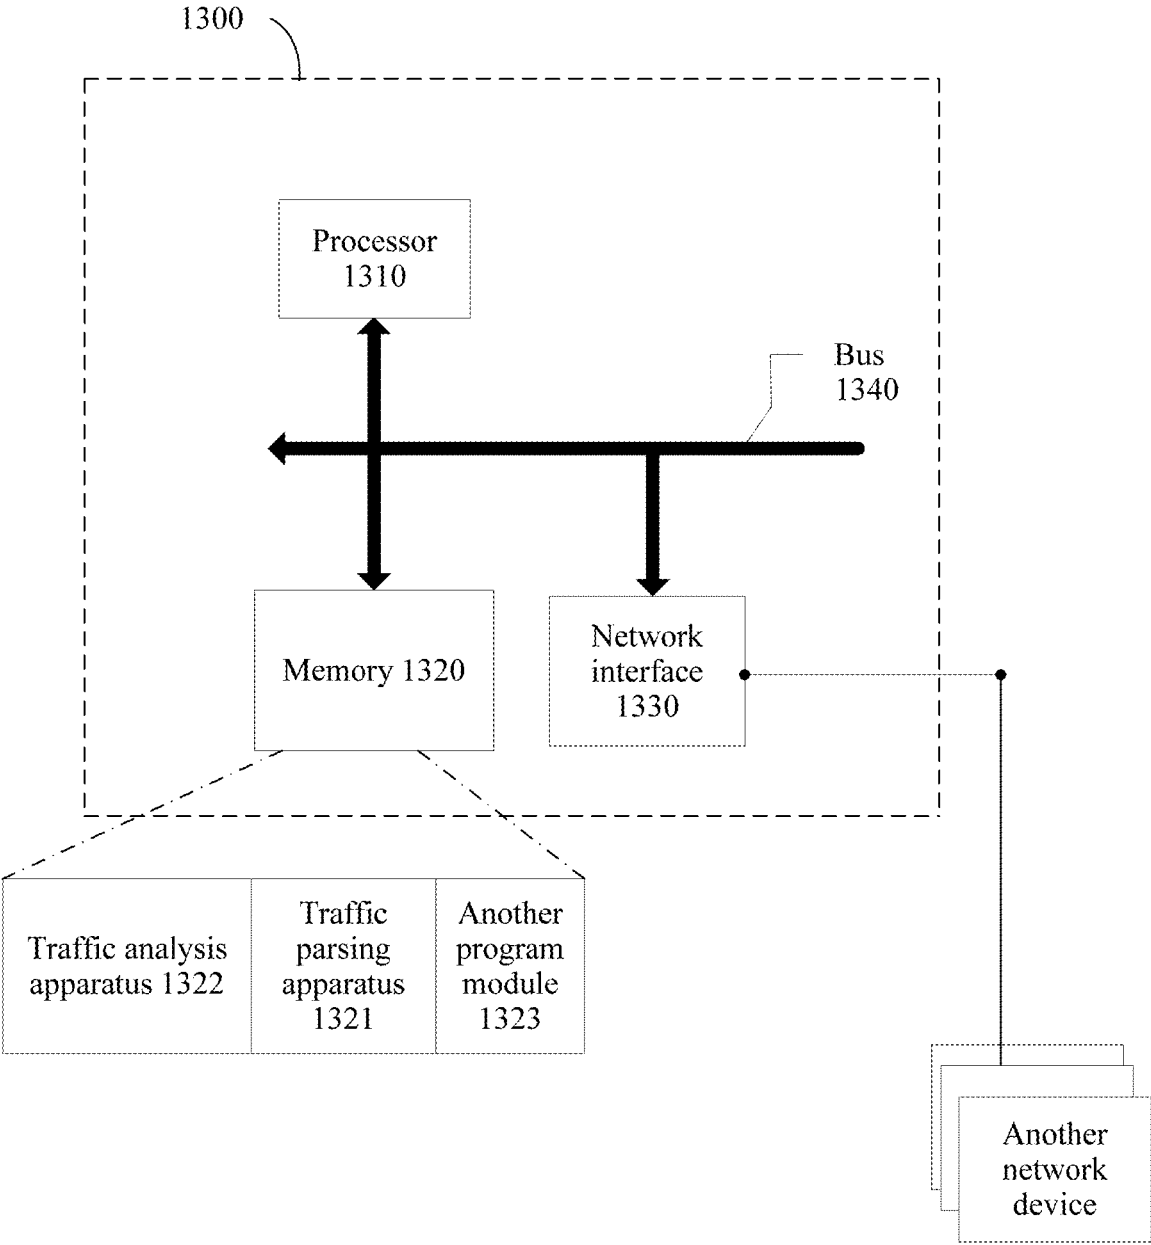 1300
Processor
1310
Bus
1340
Memory 1320
Network
interface
1330
Traffic analysis
apparatus 1322
Traffic
parsing
apparatus
1321
Another
program
module
1323
Another
network
device